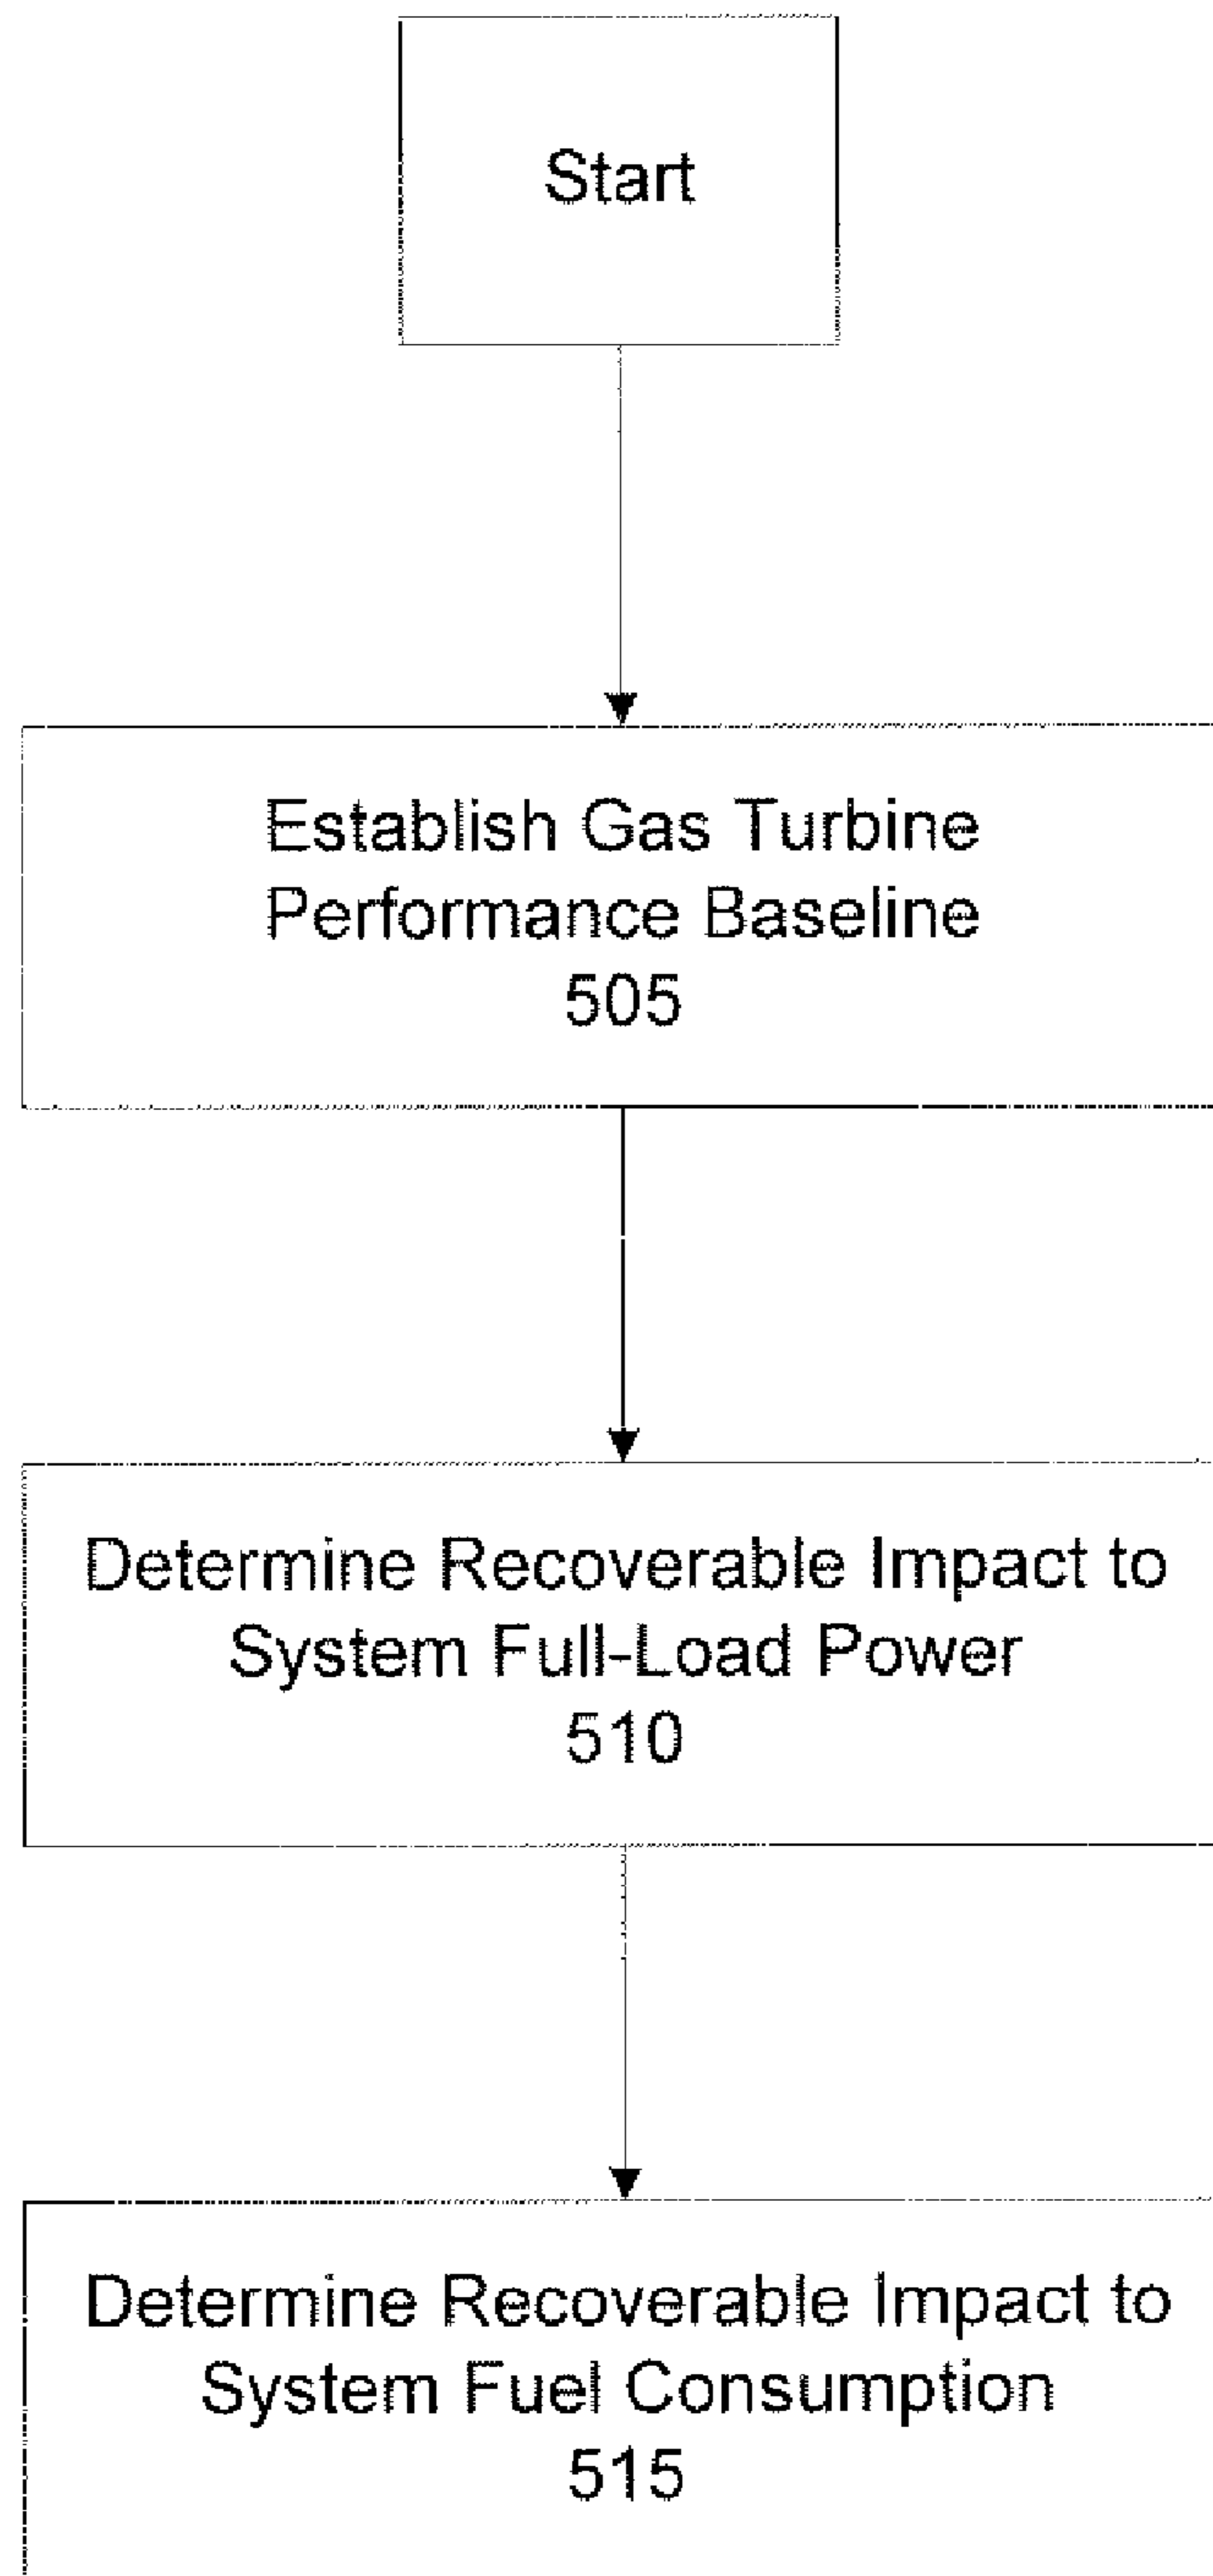 Start
Establish Gas Turbine
Performance Baseline
505
Determine Recoverable Impact to
System Full-Load Power
510
Determine Recoverable Impact to
System Fuel Consumption
515